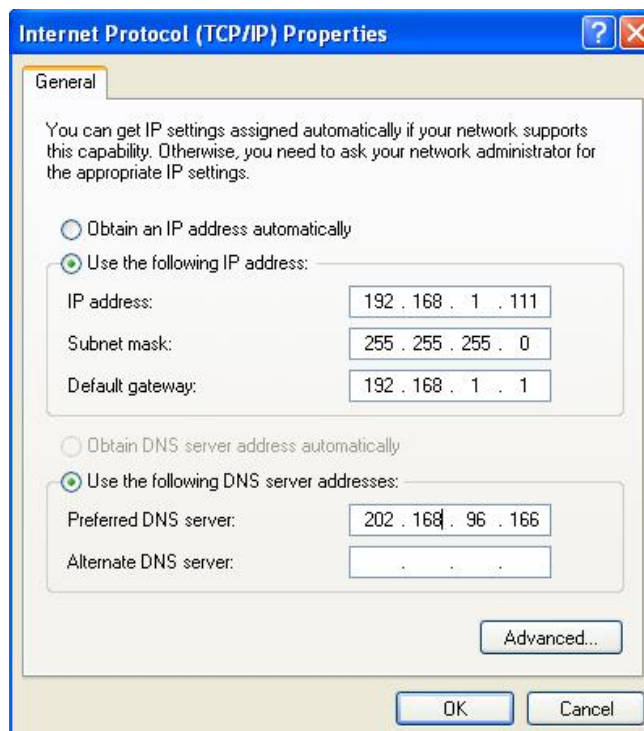 Internet Protocol (TCP/IP) Properties
General
You can get IP settings assigned automatically if your network supports
this capability. Otherwise, you need to ask your network administrator for
the appropriate IP settings.
Obtain an IP address automatically
Use the following IP address:
IP address: 192 . 168 . 1 . 111
Subnet mask: 255 . 255 . 255 . 0
Default gateway: 192 . 168 . 1 . 1
Obtain DNS server address automatically
Use the following DNS server addresses:
Preferred DNS server: 202 . 168 . 96 . 166
Alternate DNS server: . . .
Advanced...
OK Cancel